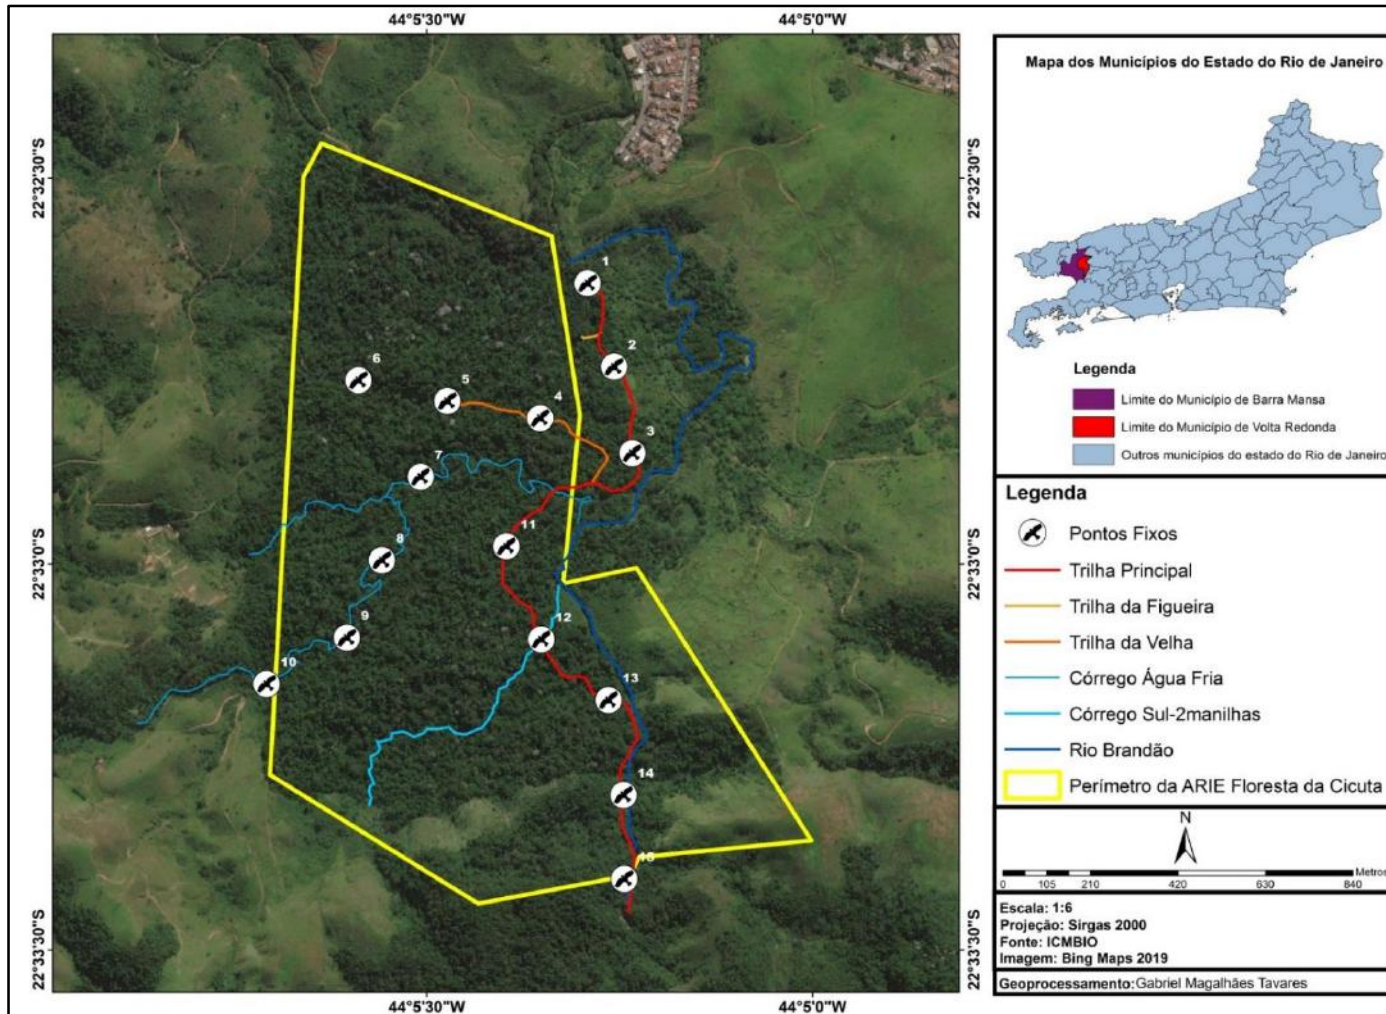 44°5'30"W
44°5'0"W
22°32'30"S
22°32'30"S
22°33'0"S
22°33'0"S
22°33'30"S
22°33'30"S
44°5'30"W
44°5'0"W
1
2
3
4
5
6
7
8
9
10
11
12
13
14
15
Mapa dos Municípios do Estado do Rio de Janeiro
Legenda
Limite do Município de Barra Mansa
Limite do Município de Volta Redonda
Outros municípios do estado do Rio de Janeiro
Legenda
Pontos Fixos
Trilha Principal
Trilha da Figueira
Trilha da Velha
Córrego Água Fria
Córrego Sul-2manilhas
Rio Brandão
Perímetro da ARIE Floresta da Cicuta
N
Metros
0 105 210 420 630 840
Escala: 1:6
Projeção: Sirgas 2000
Fonte: ICMBIO
Imagem: Bing Maps 2019
Geoprocessamento: Gabriel Magalhães Tavares